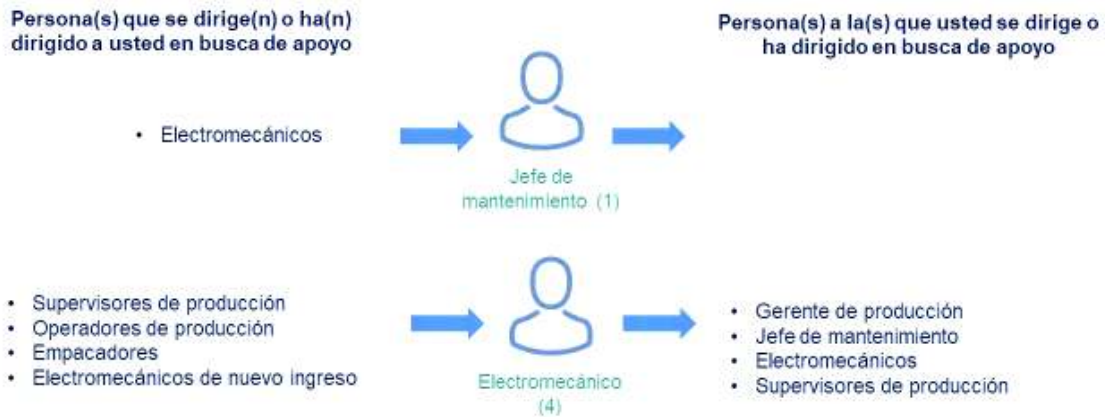 Persona(s) que se dirige(n) o ha(n)
dirigido a usted en busca de apoyo
Persona(s) a la(s) que usted se dirige o
ha dirigido en busca de apoyo
• Electromecánicos
Jefe de
mantenimiento (1)
• Supervisores de producción
• Operadores de producción
• Empacadores
• Electromecánicos de nuevo ingreso
Electromecánico
(4)
• Gerente de producción
• Jefe de mantenimiento
• Electromecánicos
• Supervisores de producción